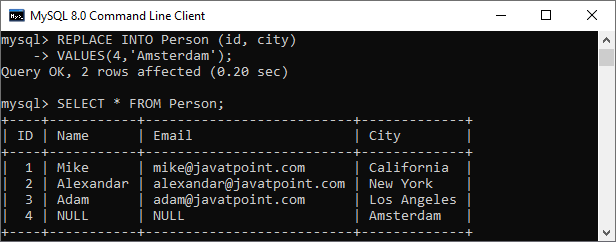 MySQL 8.0 Command Line Client
mysql> REPLACE INTO Person (id, city)
    -> VALUES(4,'Amsterdam');
Query OK, 2 rows affected (0.20 sec)
mysql> SELECT * FROM Person;
+----+-----------+--------------------------+-------------+
| ID | Name      | Email                    | City        |
+----+-----------+--------------------------+-------------+
|  1 | Mike      | mike@javatpoint.com      | California  |
|  2 | Alexandar | alexandar@javatpoint.com | New York    |
|  3 | Adam      | adam@javatpoint.com      | Los Angeles |
|  4 | NULL      | NULL                     | Amsterdam   |
+----+-----------+--------------------------+-------------+